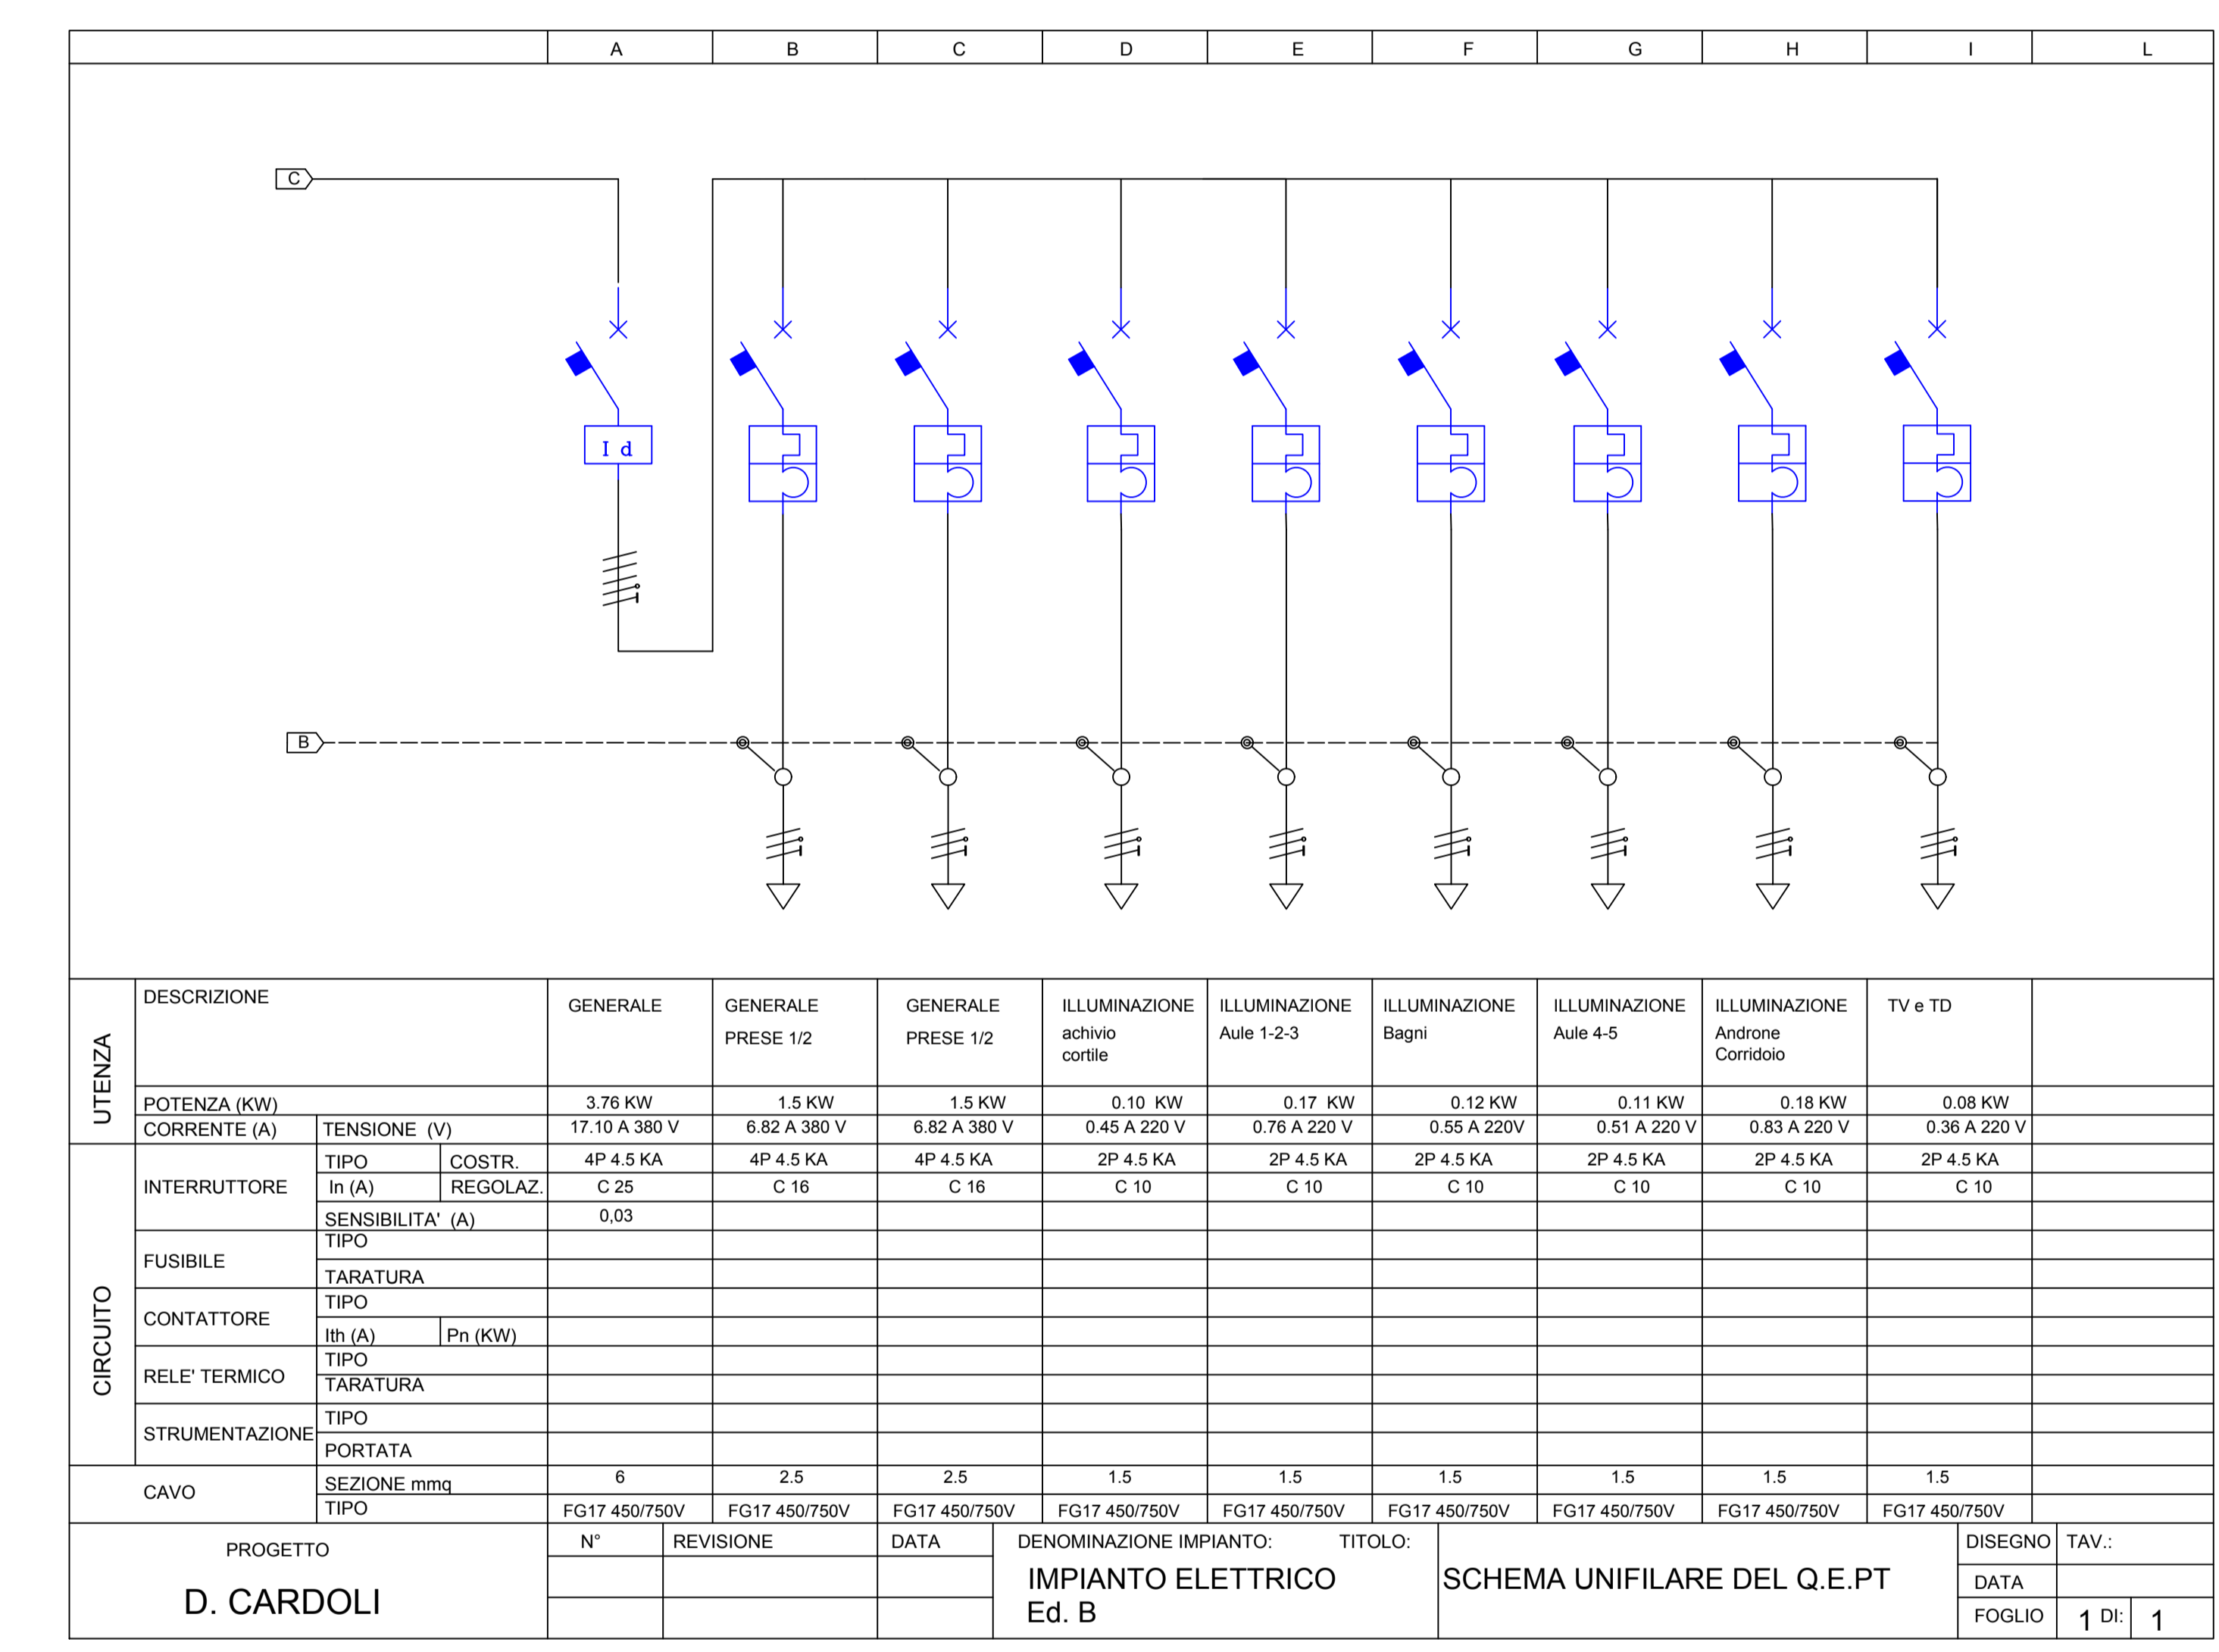 A B C D E F G H I L
C
I d
B
UTENZA
DESCRIZIONE GENERALE GENERALE GENERALE ILLUMINAZIONE ILLUMINAZIONE ILLUMINAZIONE ILLUMINAZIONE ILLUMINAZIONE TV e TD
PRESE 1/2 PRESE 1/2 achivio Aule 1-2-3 Bagni Aule 4-5 Androne
cortile Corridoio
POTENZA (KW) 3.76 KW 1.5 KW 1.5 KW 0.10 KW 0.17 KW 0.12 KW 0.11 KW 0.18 KW 0.08 KW
CORRENTE (A) TENSIONE (V) 17.10 A 380 V 6.82 A 380 V 6.82 A 380 V 0.45 A 220 V 0.76 A 220 V 0.55 A 220V 0.51 A 220 V 0.83 A 220 V 0.36 A 220 V
CIRCUITO
INTERRUTTORE TIPO COSTR. 4P 4.5 KA 4P 4.5 KA 4P 4.5 KA 2P 4.5 KA 2P 4.5 KA 2P 4.5 KA 2P 4.5 KA 2P 4.5 KA 2P 4.5 KA
In (A) REGOLAZ. C 25 C 16 C 16 C 10 C 10 C 10 C 10 C 10 C 10
SENSIBILITA' (A) 0,03
FUSIBILE TIPO
TARATURA
CONTATTORE TIPO
Ith (A) Pn (KW)
RELE' TERMICO TIPO
TARATURA
STRUMENTAZIONE TIPO
PORTATA
CAVO SEZIONE mmq 6 2.5 2.5 1.5 1.5 1.5 1.5 1.5 1.5
TIPO FG17 450/750V FG17 450/750V FG17 450/750V FG17 450/750V FG17 450/750V FG17 450/750V FG17 450/750V FG17 450/750V FG17 450/750V
PROGETTO
D. CARDOLI
N° REVISIONE DATA
DENOMINAZIONE IMPIANTO: TITOLO:
IMPIANTO ELETTRICO
Ed. B
SCHEMA UNIFILARE DEL Q.E.PT
DISEGNO TAV.:
DATA
FOGLIO 1 DI: 1